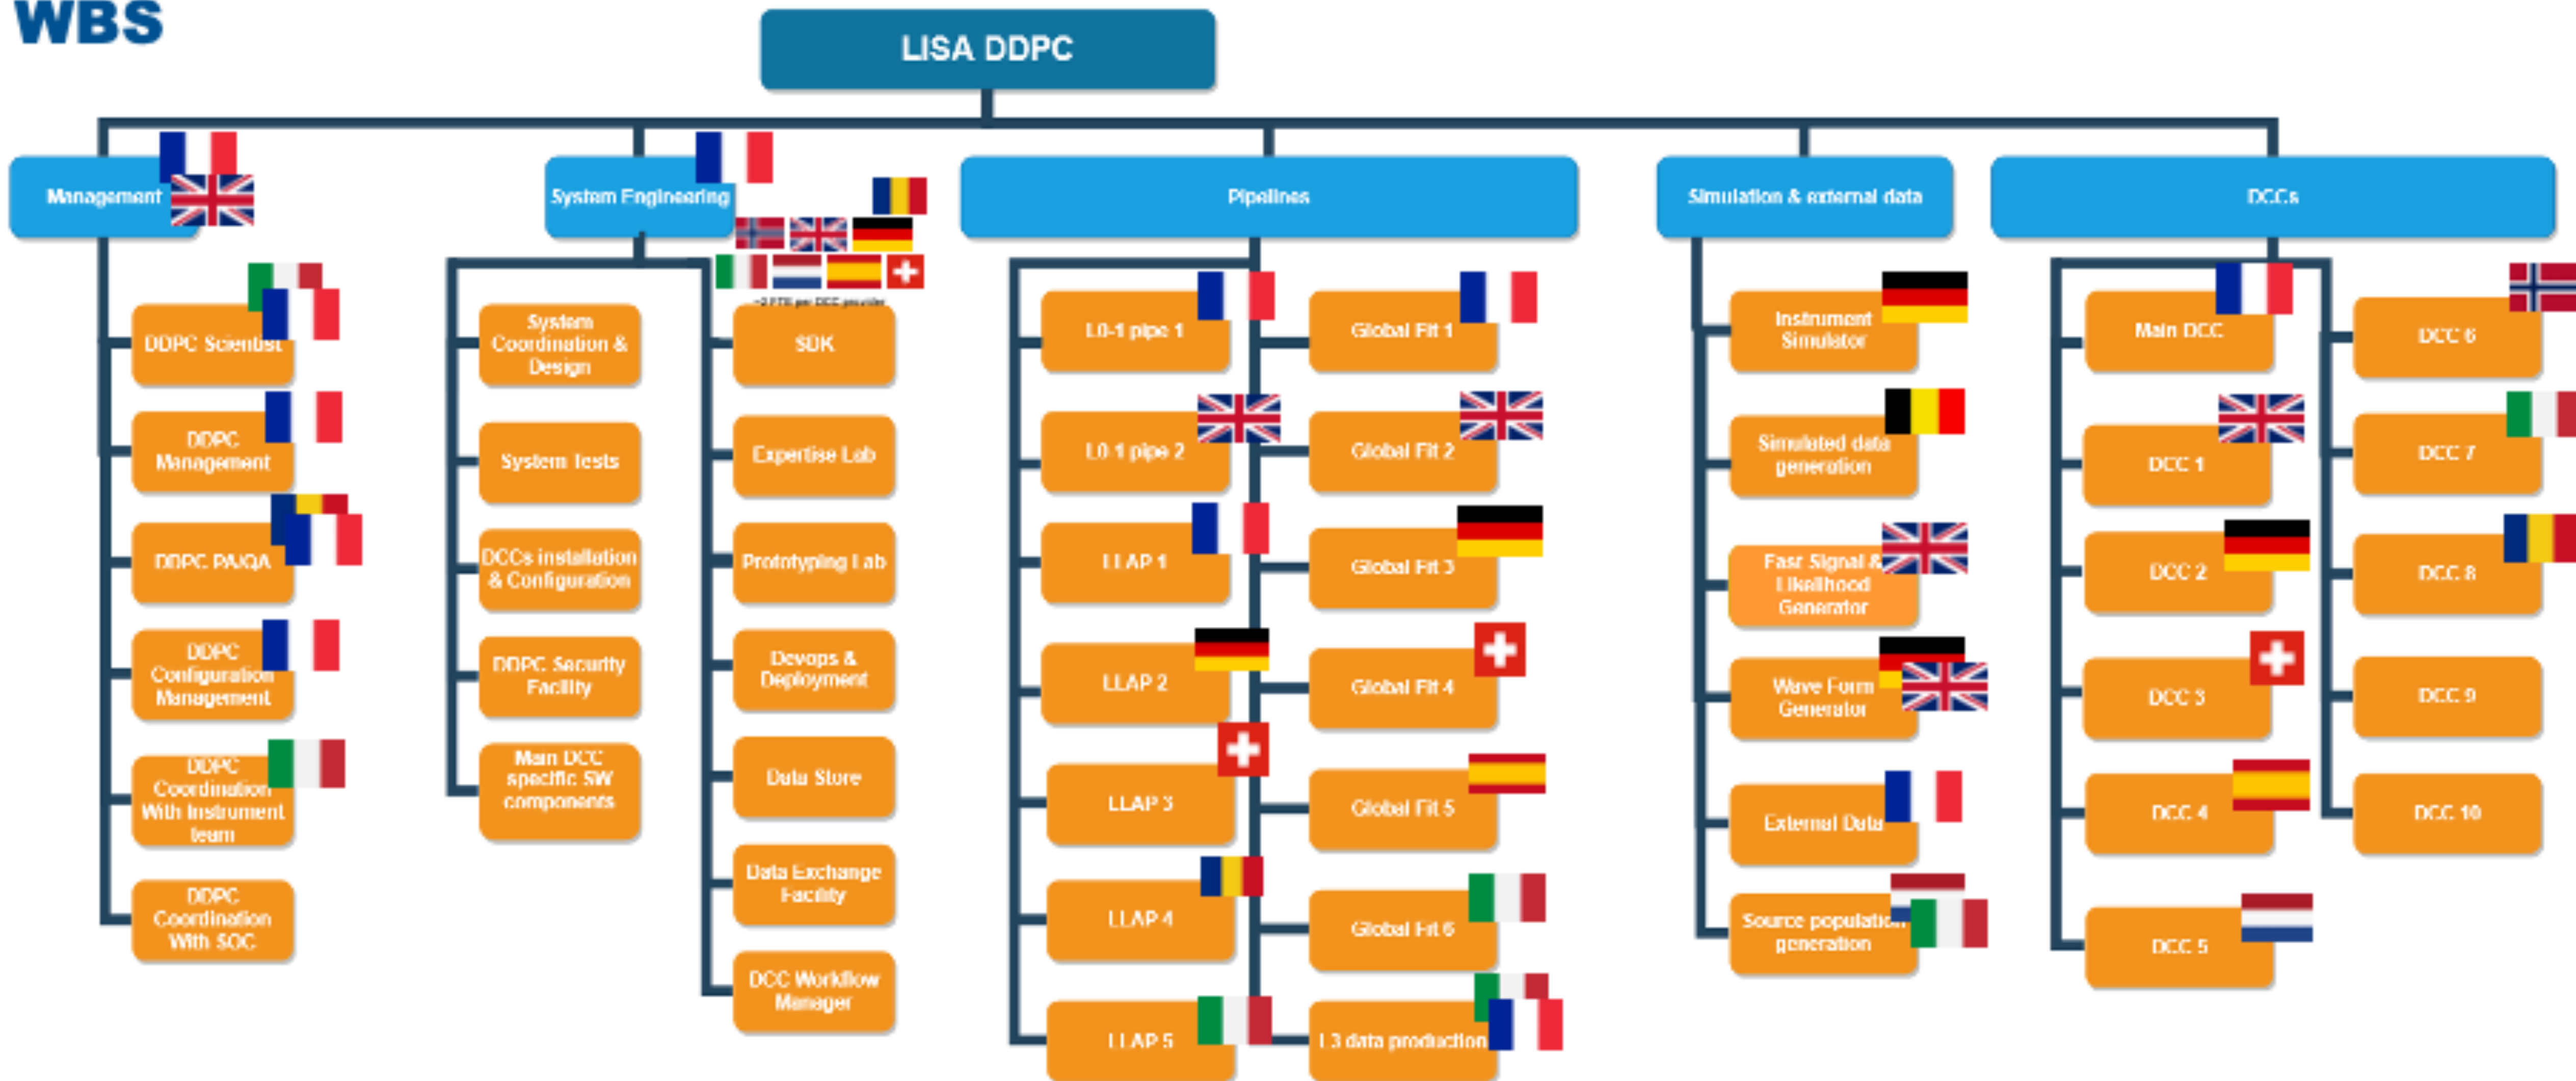 WBS
LISA DDPC
Management
System Engineering
Pipelines
Simulation & external data
DCCs
DDPC Scientist
DDPC
Management
DDPC PA/QA
DDPC
Configuration
Management
DDPC
Coordination
With Instrument
team
DDPC
Coordination
With SOC
System
Coordination &
Design
System Tests
DCCs installation
& Configuration
DDPC Security
Facility
Main DCC
specific SW
components
~2 FTE per DCC provider
SDK
Expertise Lab
Prototyping Lab
Devops &
Deployment
Data Store
Data Exchange
Facility
DCC Workflow
Manager
L0-1 pipe 1
L0-1 pipe 2
LLAP 1
LLAP 2
LLAP 3
LLAP 4
LLAP 5
Global Fit 1
Global Fit 2
Global Fit 3
Global Fit 4
Global Fit 5
Global Fit 6
L3 data production
Instrument
Simulator
Simulated data
generation
Fast Signal &
Likelihood
Generator
Wave Form
Generator
External Data
Source population
generation
Main DCC
DCC 1
DCC 2
DCC 3
DCC 4
DCC 5
DCC 6
DCC 7
DCC 8
DCC 9
DCC 10